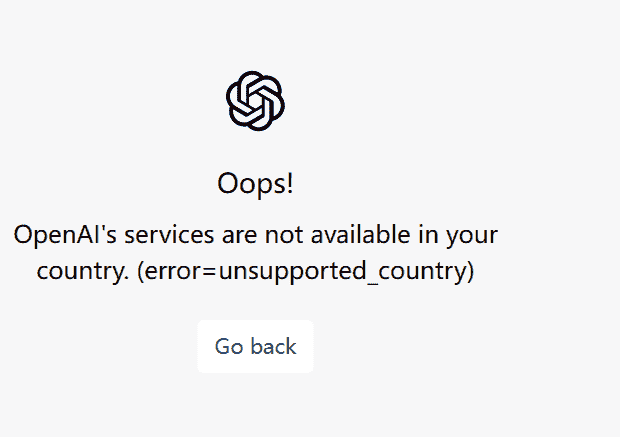 Oops!
OpenAI's services are not available in your
country. (error=unsupported_country)
Go back